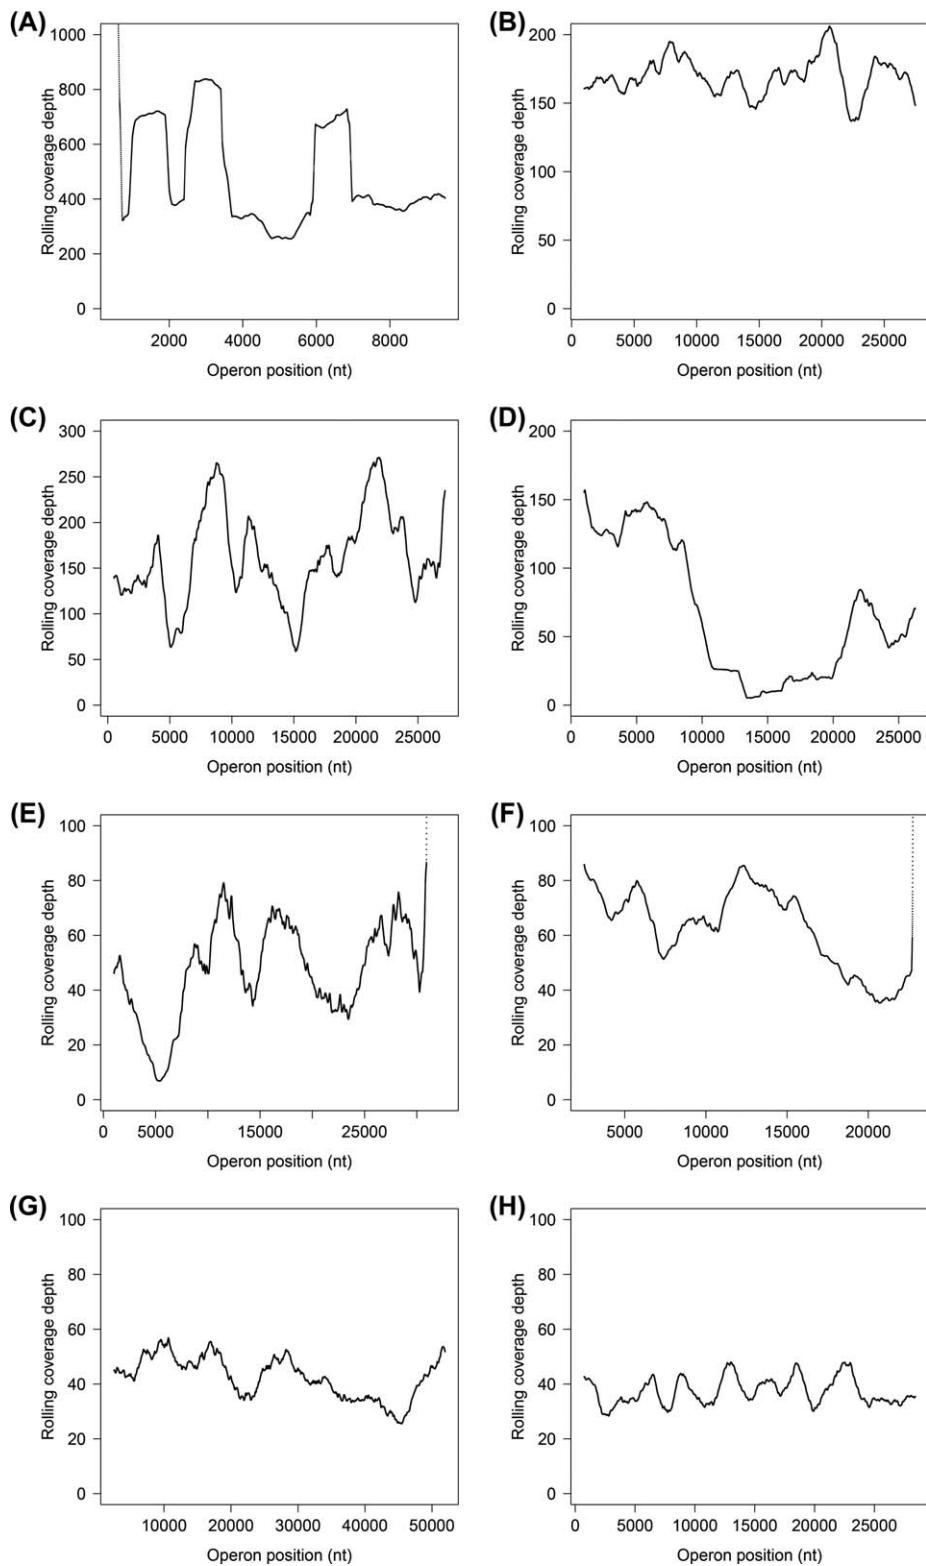 (A)
1000
800
600
400
200
0
Rolling coverage depth
2000 4000 6000 8000
Operon position (nt)
(B)
200
150
100
50
0
Rolling coverage depth
0 5000 10000 15000 20000 25000
Operon position (nt)
(C)
300
250
200
150
100
50
0
Rolling coverage depth
0 5000 10000 15000 20000 25000
Operon position (nt)
(D)
200
150
100
50
0
Rolling coverage depth
0 5000 10000 15000 20000 25000
Operon position (nt)
(E)
100
80
60
40
20
0
Rolling coverage depth
0 5000 15000 25000
Operon position (nt)
(F)
100
80
60
40
20
0
Rolling coverage depth
5000 10000 15000 20000
Operon position (nt)
(G)
100
80
60
40
20
0
Rolling coverage depth
10000 20000 30000 40000 50000
Operon position (nt)
(H)
100
80
60
40
20
0
Rolling coverage depth
0 5000 10000 15000 20000 25000
Operon position (nt)